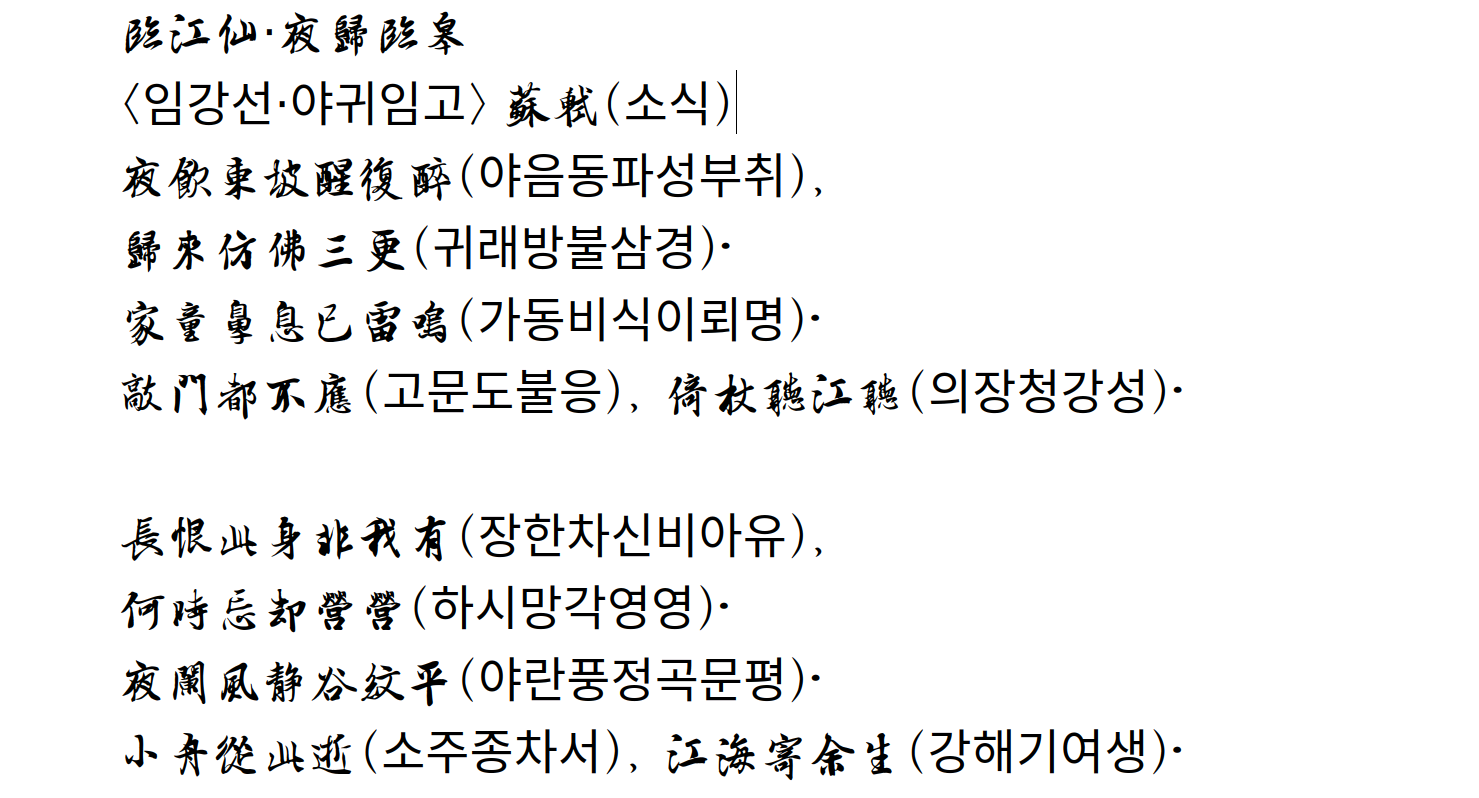 臨江仙·夜歸臨皋
〈임강선·야귀임고〉 蘇軾(소식)
夜飮東坡醒復醉(야음동파성부취),
歸來仿佛三更(귀래방불삼경)·
家童鼻息已雷鳴(가동비식이뢰명)·
敲門都不應(고문도불응), 倚杖聽江聽(의장청강성)·
長恨此身非我有(장한차신비아유),
何時忘却營營(하시망각영영)·
夜闌風静谷紋平(야란풍정곡문평)·
小舟從此逝(소주종차서), 江海寄余生(강해기여생)·